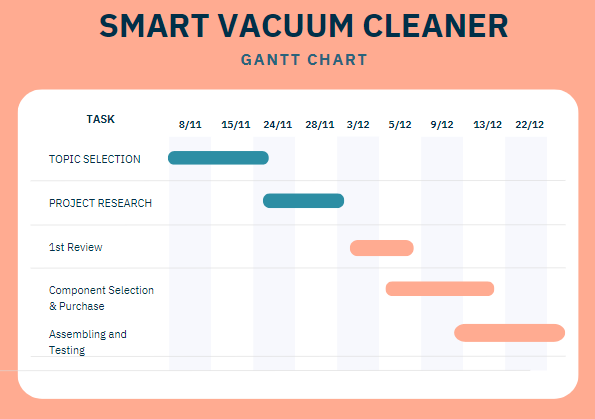 SMART VACUUM CLEANER
GANTT CHART
TASK 8/11 15/11 24/11 28/11 3/12 5/12 9/12 13/12 22/12
TOPIC SELECTION
PROJECT RESEARCH
1st Review
Component Selection
& Purchase
Assembling and
Testing